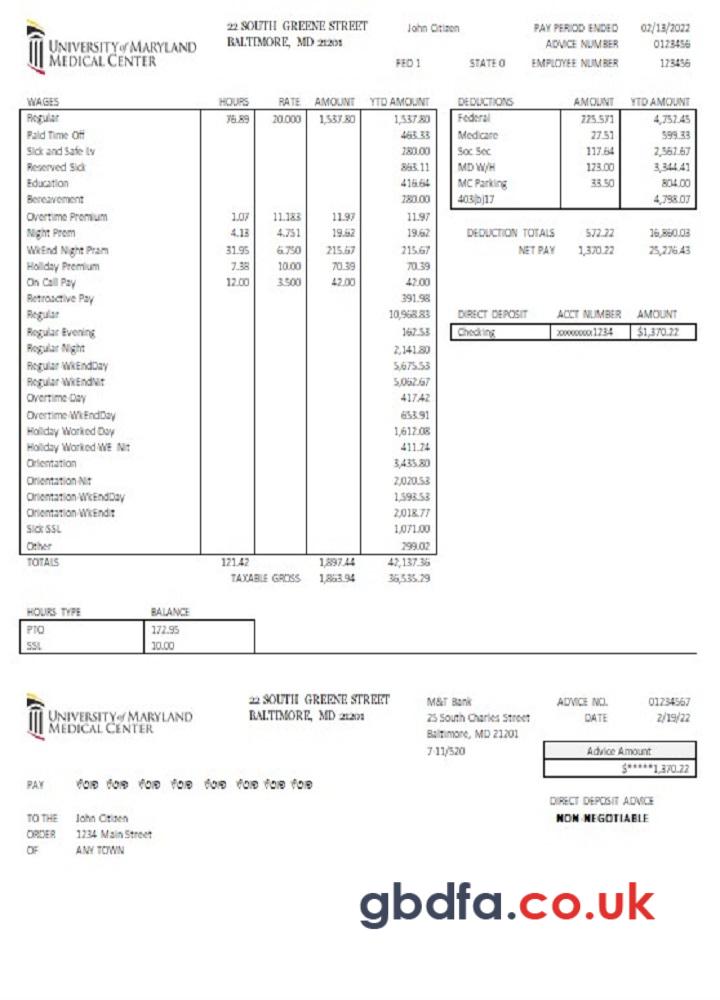 UNIVERSITY of MARYLAND
MEDICAL CENTER
22 SOUTH GREENE STREET
BALTIMORE, MD 21201
John Citizen
FED 1 STATE 0
PAY PERIOD ENDED 02/13/2022
ADVICE NUMBER 0123456
EMPLOYEE NUMBER 123456
WAGES HOURS RATE AMOUNT YTD AMOUNT
Regular 76.89 20.000 1,537.80 1,537.80
Paid Time Off 463.33
Sick and Safe Lv 280.00
Reserved Sick 863.11
Education 416.64
Bereavement 280.00
Overtime Premium 1.07 11.183 11.97 11.97
Night Prem 4.13 4.751 19.62 19.62
WkEnd Night Pram 31.95 6.750 215.67 215.67
Holiday Premium 7.38 10.00 70.39 70.39
On Call Pay 12.00 3.500 42.00 42.00
Retroactive Pay 391.98
Regular 10,968.83
Regular Evening 162.53
Regular Night 2,141.80
Regular-WkEndDay 5,675.53
Regular-WkEndNit 5,062.67
Overtime-Day 417.42
Overtime-WkEndDay 653.91
Holiday Worked-Day 1,612.08
Holiday Worked-WE Nit 411.24
Orientation 3,435.80
Orientation-Nit 2,020.53
Orientation-WkEndDay 1,593.53
Orientation-WkEndit 2,018.77
Sick-SSL 1,071.00
Other 299.02
TOTALS 121.42 1,897.44 42,137.36
TAXABLE GROSS 1,863.94 36,535.29
DEDUCTIONS AMOUNT YTD AMOUNT
Federal 225.571 4,752.45
Medicare 27.51 599.33
Soc Sec 117.64 2,562.67
MD W/H 123.00 3,344.41
MC Parking 33.50 804.00
403(b)17 4,798.07
DEDUCTION TOTALS 572.22 16,860.03
NET PAY 1,370.22 25,276.43
DIRECT DEPOSIT ACCT NUMBER AMOUNT
Checking xxxxxxxxx1234 $1,370.22
HOURS TYPE BALANCE
PTO 172.95
SSL 10.00
UNIVERSITY of MARYLAND
MEDICAL CENTER
22 SOUTH GREENE STREET
BALTIMORE, MD 21201
M&T Bank
25 South Charles Street
Baltimore, MD 21201
7-11/520
ADVICE NO. 01234567
DATE 2/19/22
Advice Amount
$*****1,370.22
PAY VOID VOID VOID VOID VOID VOID VOID VOID
DIRECT DEPOSIT ADVICE
NON-NEGOTIABLE
TO THE John Citizen
ORDER 1234 Main Street
OF ANY TOWN
gbdfa.co.uk